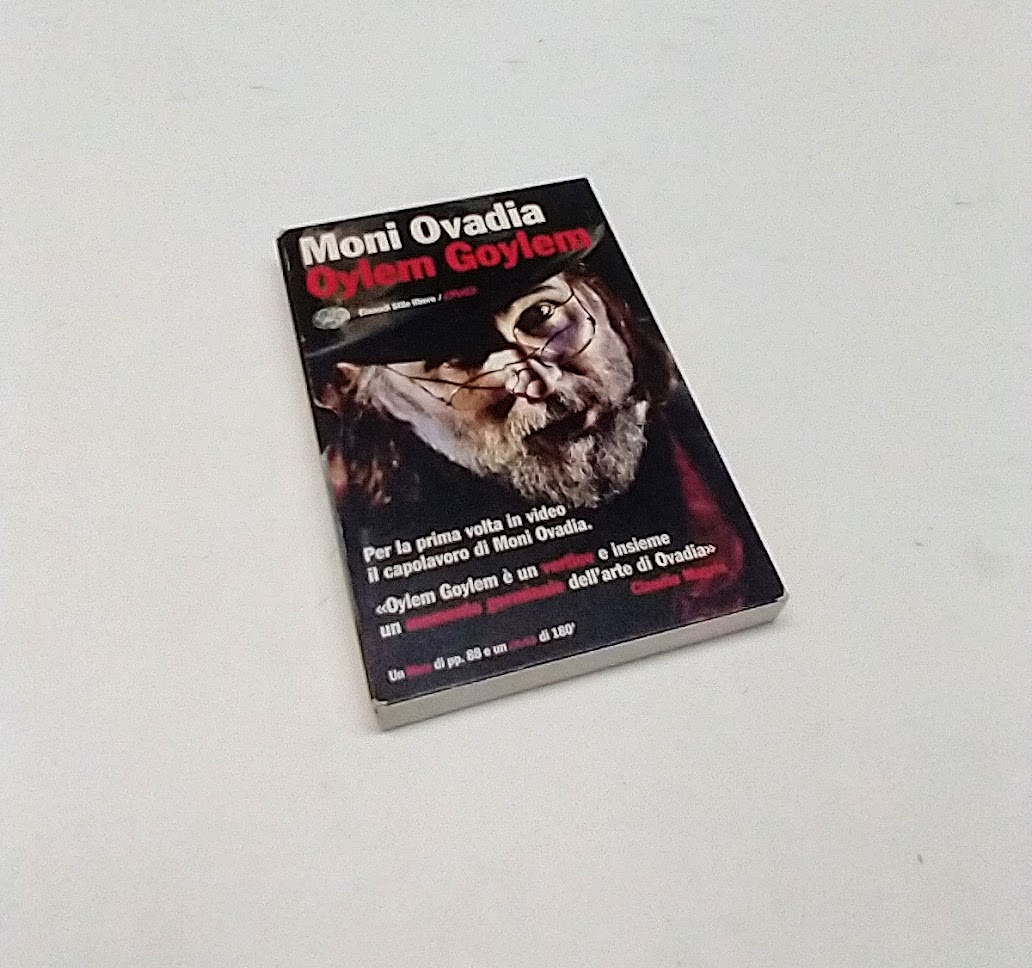 Moni Ovadia
Oylem Goylem
Einaudi Stile libero / DVD
Per la prima volta in video
il capolavoro di Moni Ovadia.
«Oylem Goylem è un vertice e insieme
un momento germinale dell'arte di Ovadia»
Claudio Magris
Un libro di pp. 89 e un DVD di 180'